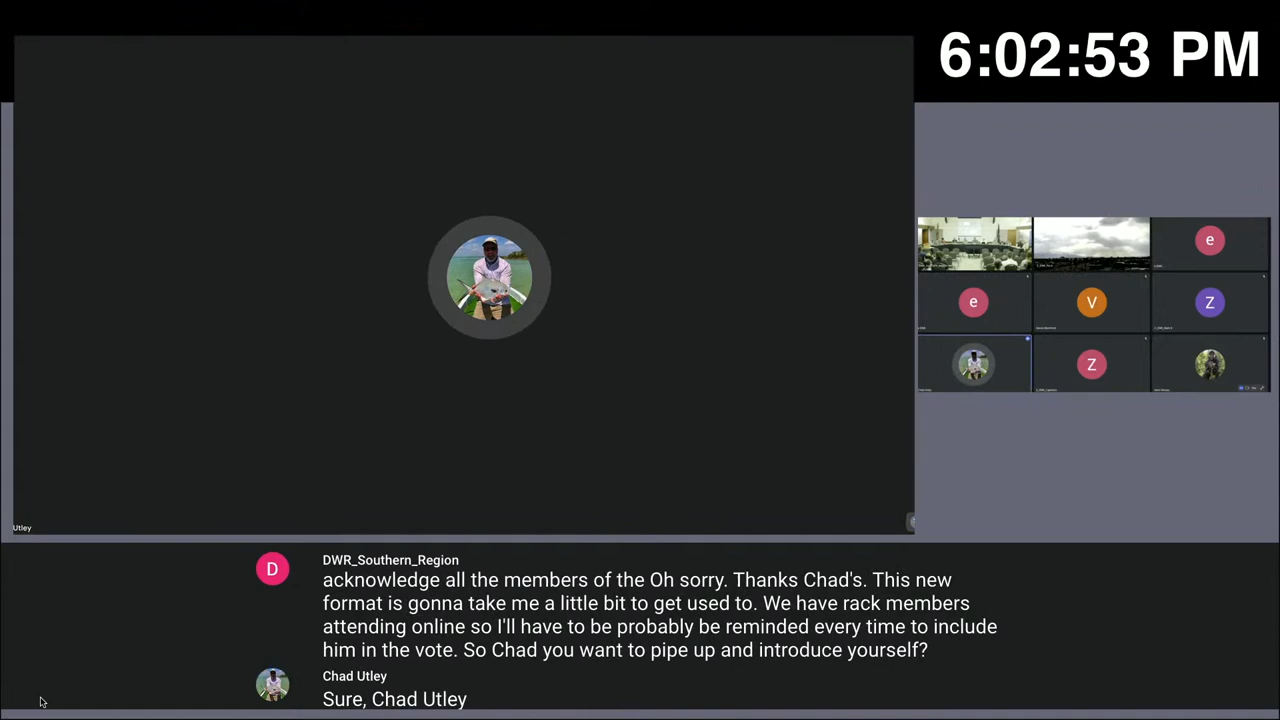 6:02:53 PM
e
e
V
Z
Z
Utley
D
DWR_Southern_Region
acknowledge all the members of the Oh sorry. Thanks Chad's. This new
format is gonna take me a little bit to get used to. We have rack members
attending online so I'll have to be probably be reminded every time to include
him in the vote. So Chad you want to pipe up and introduce yourself?
Chad Utley
Sure, Chad Utley